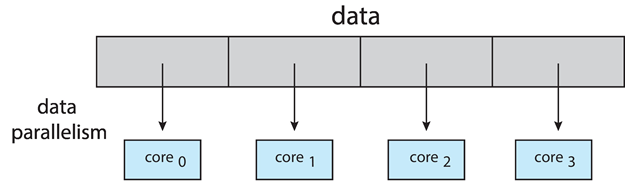 data
data
parallelism
core 0
core 1
core 2
core 3